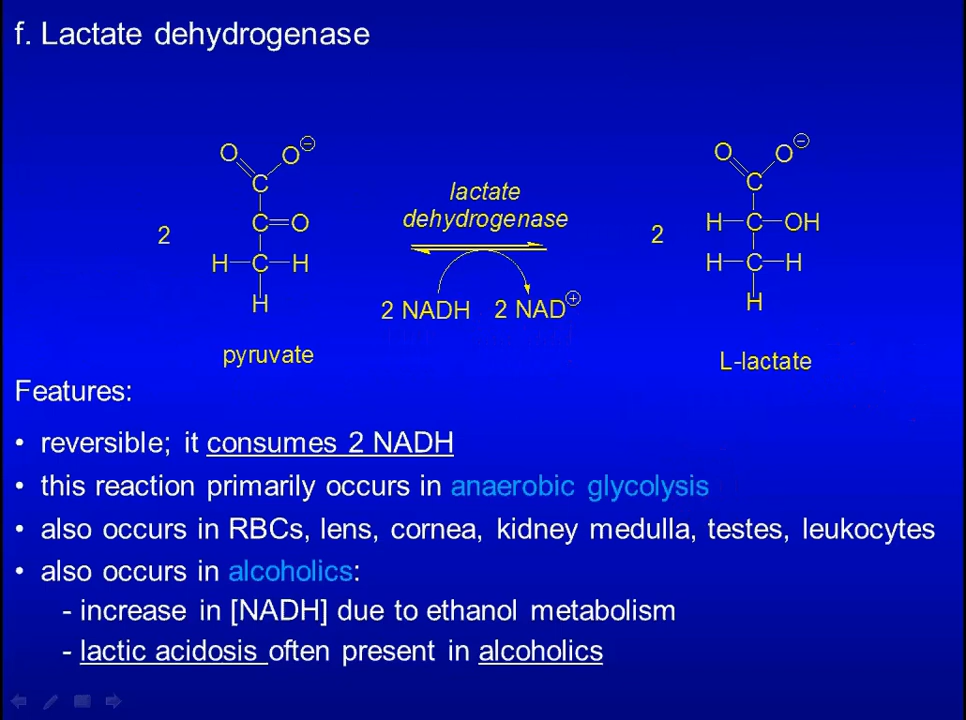 f. Lactate dehydrogenase
O O ⊖
C
2 C=O
H—C—H
H
pyruvate
lactate
dehydrogenase
2 NADH 2 NAD⊕
O O ⊖
C
2 H—C—OH
H—C—H
H
L-lactate
Features:
• reversible; it consumes 2 NADH
• this reaction primarily occurs in anaerobic glycolysis
• also occurs in RBCs, lens, cornea, kidney medulla, testes, leukocytes
• also occurs in alcoholics:
- increase in [NADH] due to ethanol metabolism
- lactic acidosis often present in alcoholics